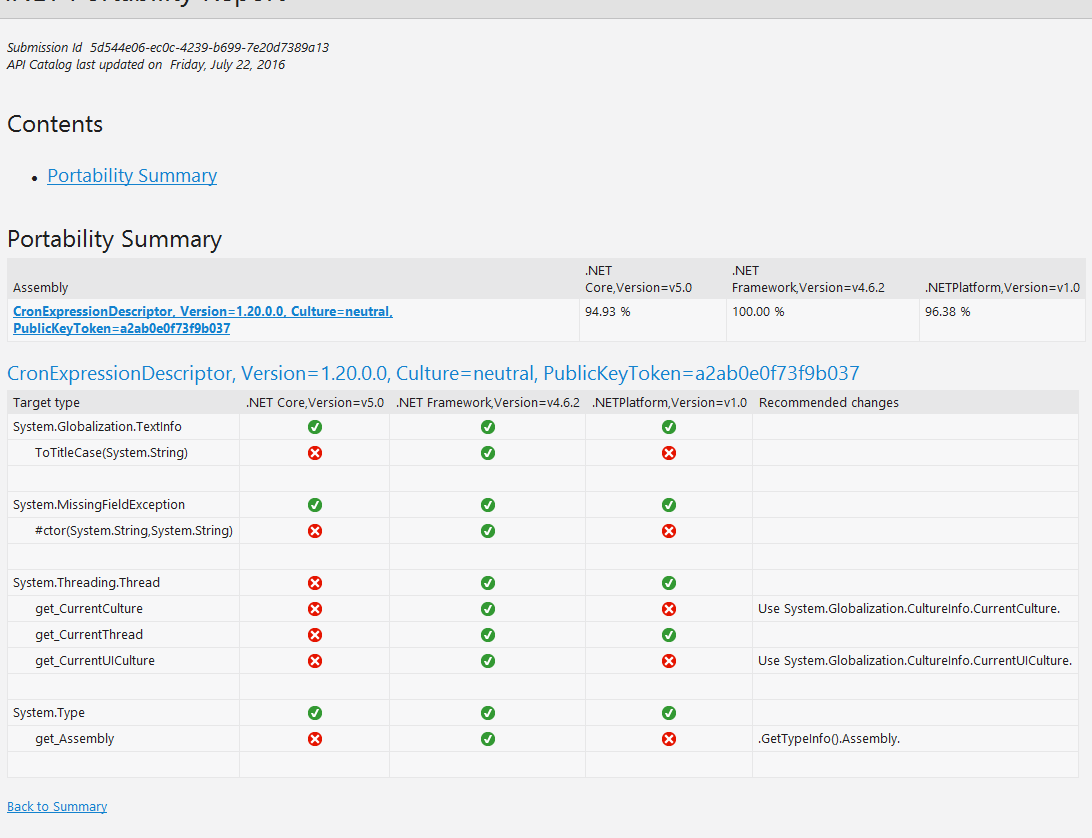 .NET Portability Report
Submission Id 5d544e06-ec0c-4239-b699-7e20d7389a13
API Catalog last updated on Friday, July 22, 2016
Contents
• Portability Summary
Portability Summary
Assembly .NET Core,Version=v5.0 .NET Framework,Version=v4.6.2 .NETPlatform,Version=v1.0
CronExpressionDescriptor, Version=1.20.0.0, Culture=neutral, 94.93 % 100.00 % 96.38 %
PublicKeyToken=a2ab0e0f73f9b037
CronExpressionDescriptor, Version=1.20.0.0, Culture=neutral, PublicKeyToken=a2ab0e0f73f9b037
Target type .NET Core,Version=v5.0 .NET Framework,Version=v4.6.2 .NETPlatform,Version=v1.0 Recommended changes
System.Globalization.TextInfo
ToTitleCase(System.String)
System.MissingFieldException
#ctor(System.String,System.String)
System.Threading.Thread
get_CurrentCulture Use System.Globalization.CultureInfo.CurrentCulture.
get_CurrentThread
get_CurrentUICulture Use System.Globalization.CultureInfo.CurrentUICulture.
System.Type
get_Assembly .GetTypeInfo().Assembly.
Back to Summary